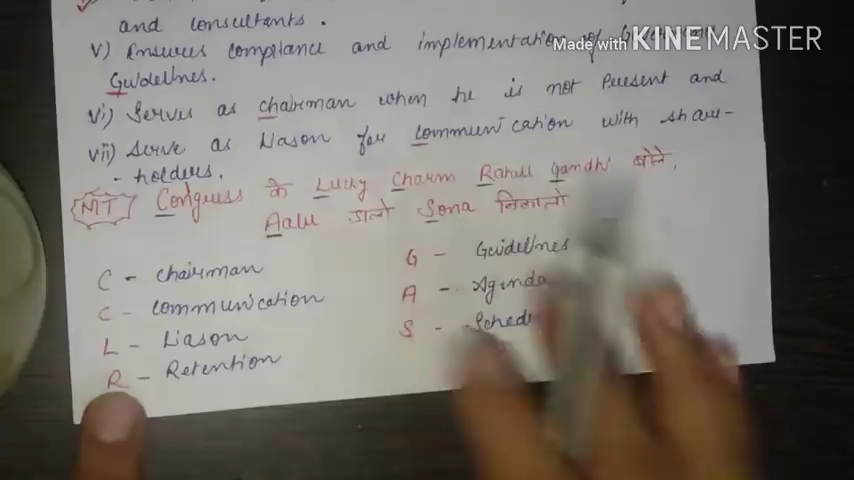 and consultants.
v) Ensures compliance and implementation of
Guidelines.
Made with KINEMASTER
vi) Serves as chairman when he is not Present and
vii) Serve as liason for communication with share-
-holders.
MT Congress के Lucky Charm Rahul Gandhi बोले,
Aalu डालो Sona निकालो
C - Chairman
C - Communication
L - Liason
R - Retention
G - Guidelines
A - Agenda
S -